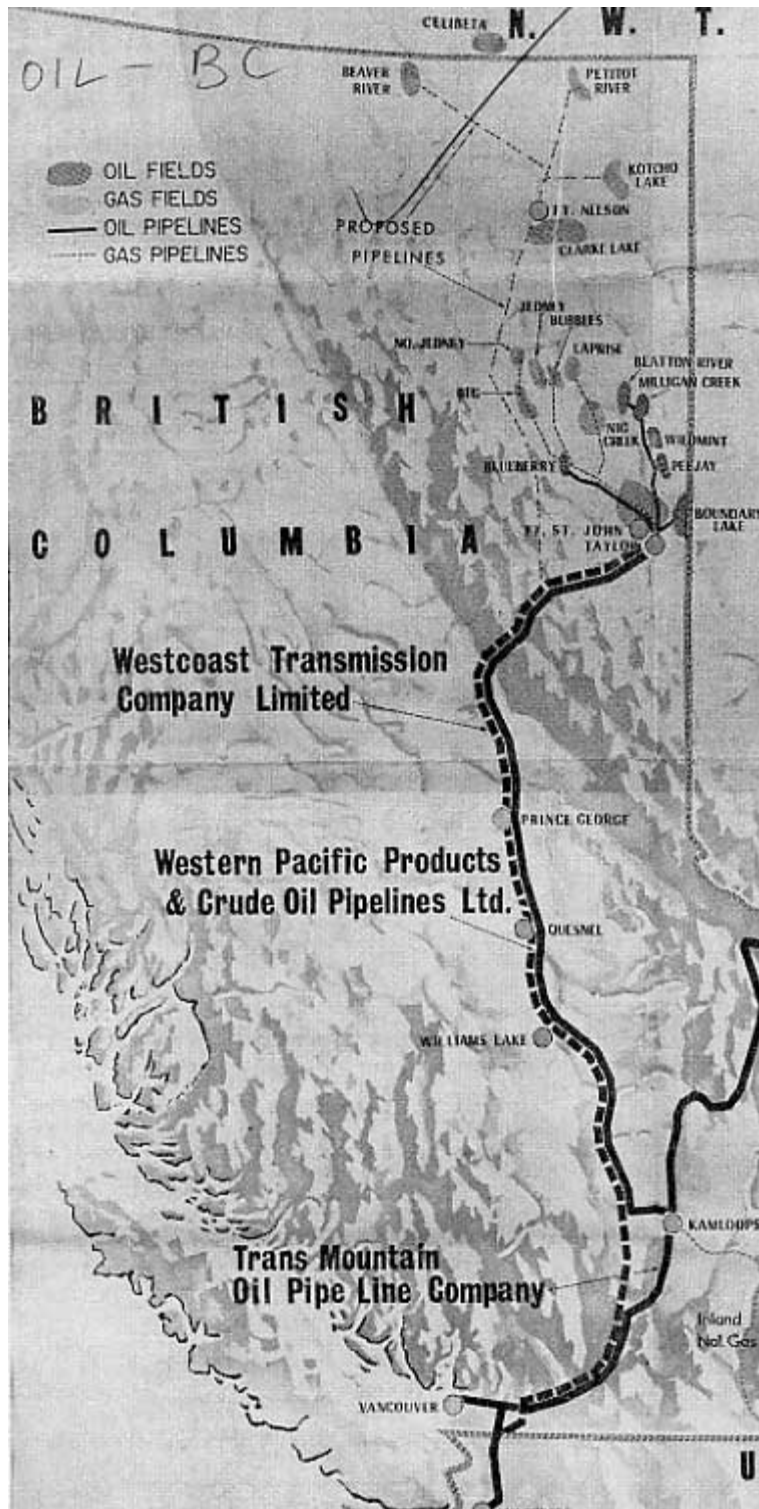 N. W. T.
CELIBETA
OIL - BC
BEAVER
RIVER
PETITOT
RIVER
OIL FIELDS
GAS FIELDS
OIL PIPELINES
GAS PIPELINES
KOTCHO
LAKE
FT. NELSON
CLARKE LAKE
PROPOSED
PIPELINES
JEDNEY
BUBBLES
NO. JEDNEY
LAPRISE
BEATTON RIVER
MILLIGAN CREEK
BRITISH
NIG
CREEK
WILDMINT
PEEJAY
BLUEBERRY
BOUNDARY
LAKE
COLUMBIA
FT. ST. JOHN
TAYLOR
Westcoast Transmission
Company Limited
PRINCE GEORGE
Western Pacific Products
& Crude Oil Pipelines Ltd.
QUESNEL
WILLIAMS LAKE
KAMLOOPS
Trans Mountain
Oil Pipe Line Company
Inland
Nat. Gas
VANCOUVER
U